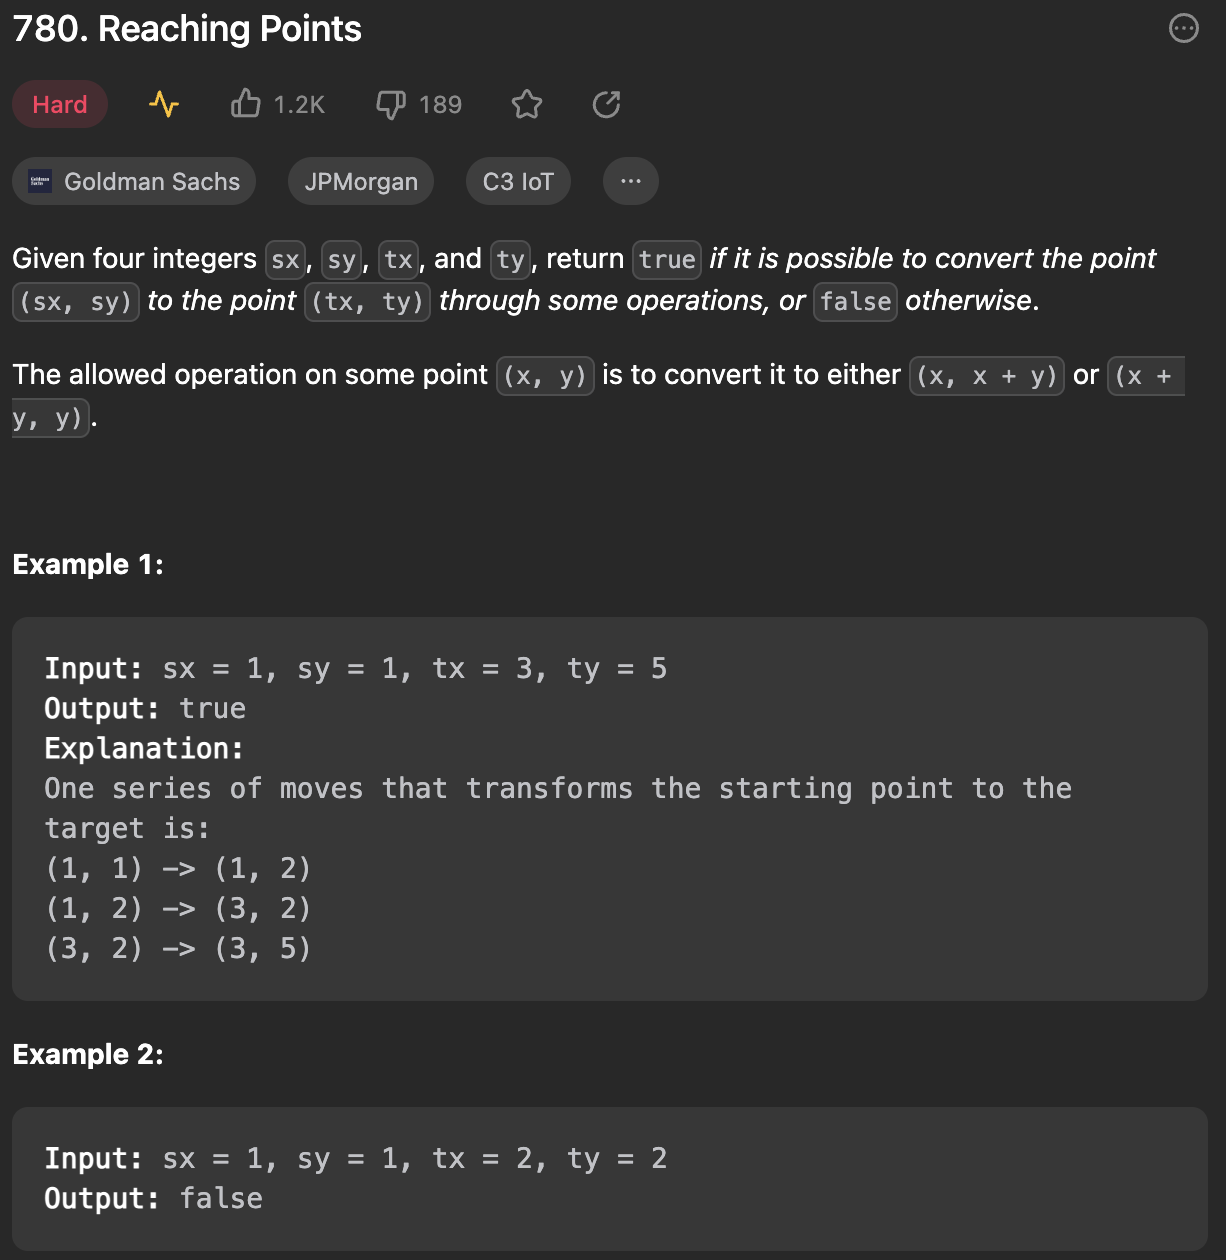 780. Reaching Points
Hard
1.2K
189
Goldman Sachs
JPMorgan
C3 IoT
Given four integers sx, sy, tx, and ty, return true if it is possible to convert the point
(sx, sy) to the point (tx, ty) through some operations, or false otherwise.
The allowed operation on some point (x, y) is to convert it to either (x, x + y) or (x +
y, y).
Example 1:
Input: sx = 1, sy = 1, tx = 3, ty = 5
Output: true
Explanation:
One series of moves that transforms the starting point to the
target is:
(1, 1) -> (1, 2)
(1, 2) -> (3, 2)
(3, 2) -> (3, 5)
Example 2:
Input: sx = 1, sy = 1, tx = 2, ty = 2
Output: false